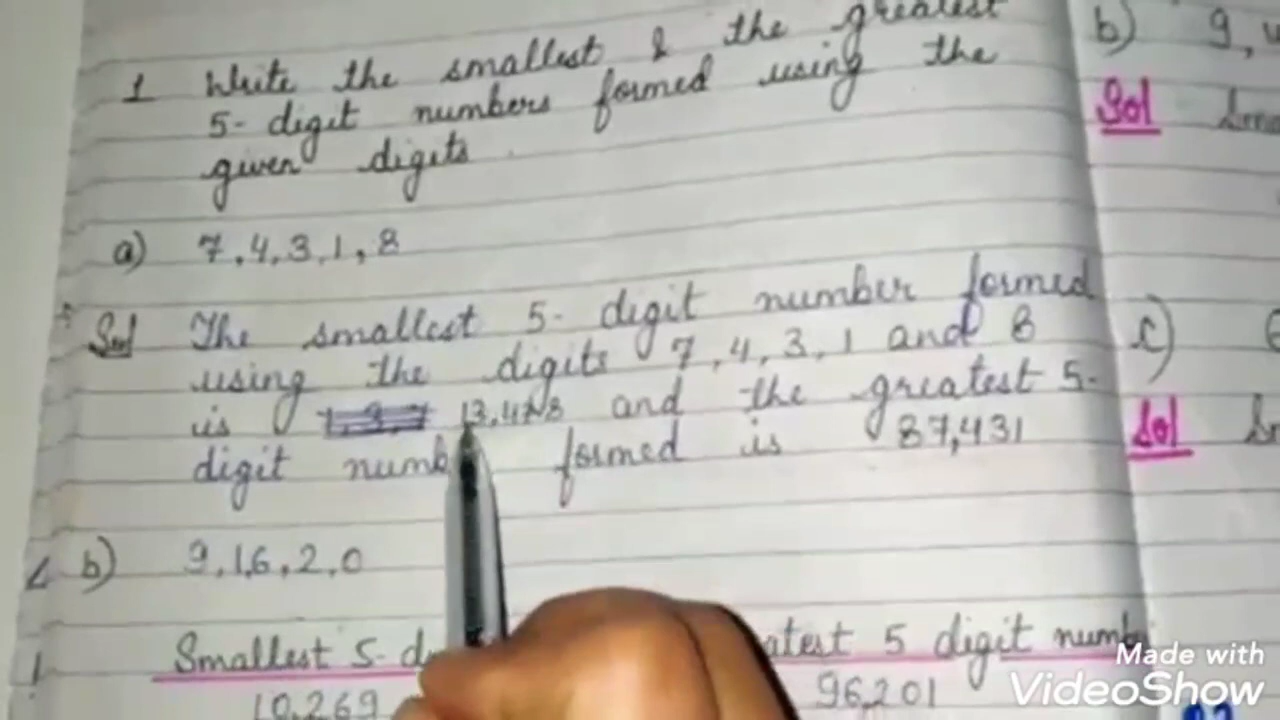 1 Write the smallest & the greatest
5- digit numbers formed using the
given digits.
a) 7,4,3,1,8
Sol The smallest 5- digit number formed
using the digits 7,4,3,1 and 8
is 13,478 and the greatest 5-
digit formed is 87,431
b) 9,1,6,2,0
Smallest 5- 5 digit
10,269 96,201
b) 9,
Sol
c)
Sol
Made with
VideoShow